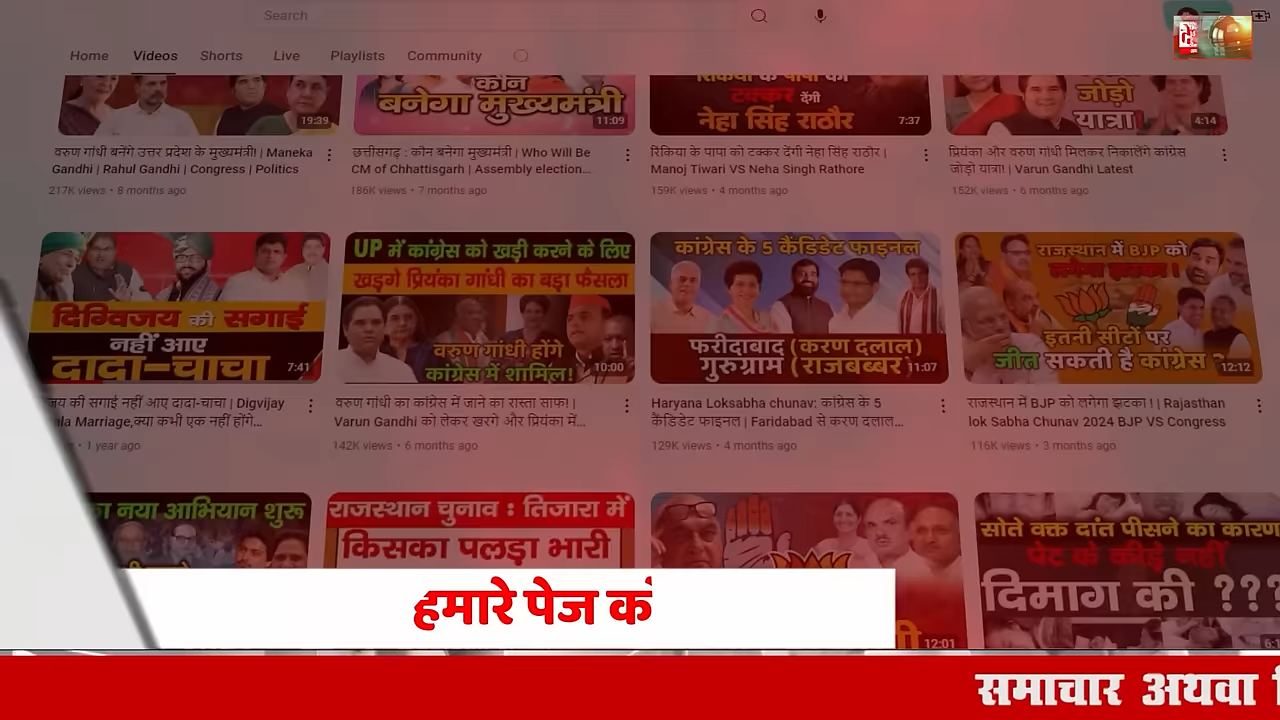 Search
Home Videos Shorts Live Playlists Community
कौन
बनेगा मुख्यमंत्री
टक्कर देंगी
नेहा सिंह राठौर
जोड़ो
यात्रा
19:39
11:09
7:37
4:14
वरुण गांधी बनेंगे उत्तर प्रदेश के मुख्यमंत्री! | Maneka
Gandhi | Rahul Gandhi | Congress | Politics
217K views • 8 months ago
छत्तीसगढ़ : कौन बनेगा मुख्यमंत्री | Who Will Be
CM of Chhattisgarh | Assembly election...
186K views • 7 months ago
रिंकिया के पापा को टक्कर देंगी नेहा सिंह राठौर |
Manoj Tiwari VS Neha Singh Rathore
159K views • 4 months ago
प्रियंका और वरुण गांधी मिलकर निकालेंगे कांग्रेस
जोड़ो यात्रा! | Varun Gandhi Latest
152K views • 6 months ago
दिग्विजय की सगाई
नहीं आए
दादा-चाचा
7:41
UP में कांग्रेस को खड़ी करने के लिए
खड़गे प्रियंका गांधी का बड़ा फैसला
वरुण गांधी होंगे
कांग्रेस में शामिल!
10:00
कांग्रेस के 5 कैंडिडेट फाइनल
फरीदाबाद (करण दलाल)
गुरुग्राम (राजबब्बर
11:07
राजस्थान में BJP को
लगेगा झटका !
इतनी सीटों पर
जीत सकती है कांग्रेस ?
12:12
जय की सगाई नहीं आए दादा-चाचा | Digvijay
ala Marriage,क्या कभी एक नहीं होंगे...
• 1 year ago
वरुण गांधी का कांग्रेस में जाने का रास्ता साफ! |
Varun Gandhi को लेकर खरगे और प्रियंका में...
142K views • 6 months ago
Haryana Loksabha chunav: कांग्रेस के 5
कैंडिडेट फाइनल | Faridabad से करण दलाल...
129K views • 4 months ago
राजस्थान में BJP को लगेगा झटका ! | Rajasthan
lok Sabha Chunav 2024 BJP VS Congress
116K views • 3 months ago
नया अभियान शुरू
राजस्थान चुनाव : तिजारा में
किसका पलड़ा भारी
12:01
सोते वक्त दांत पीसने का कारण
पेट के कीड़े नहीं
दिमाग की ???
हमारे पेज को
समाचार अथवा